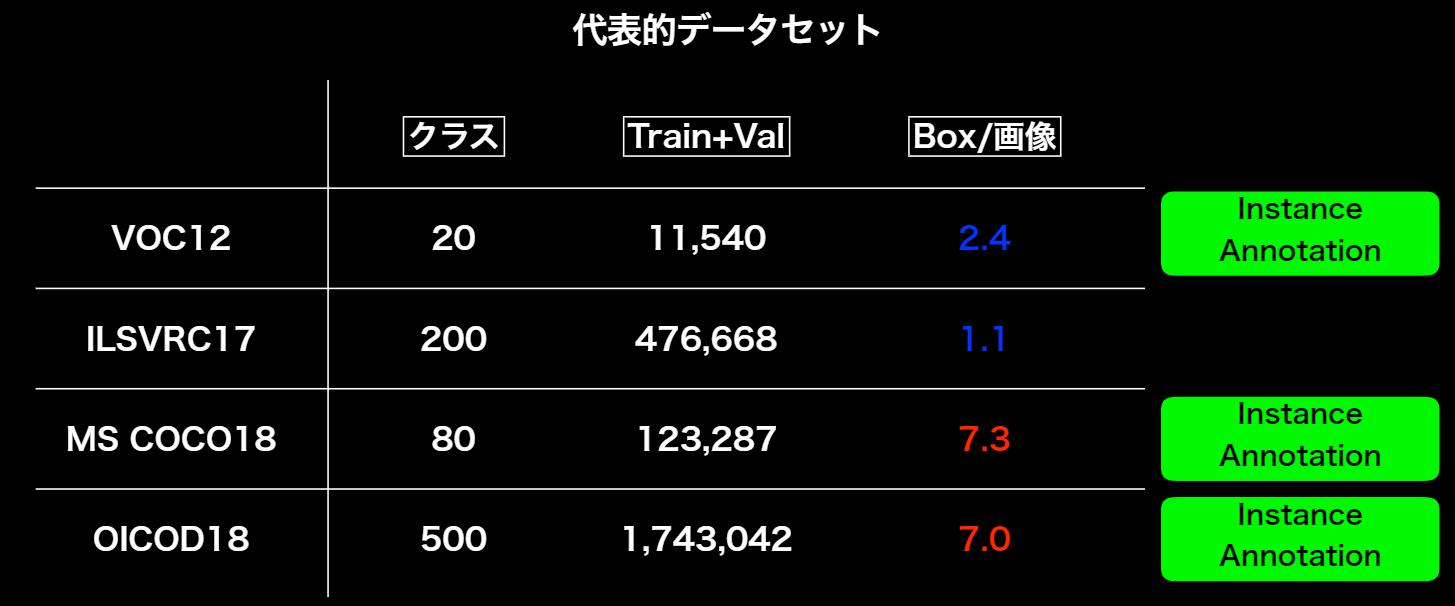 代表的データセット
クラス Train+Val Box/画像
VOC12 20 11,540 2.4 Instance
Annotation
ILSVRC17 200 476,668 1.1
MS COCO18 80 123,287 7.3 Instance
Annotation
OICOD18 500 1,743,042 7.0 Instance
Annotation